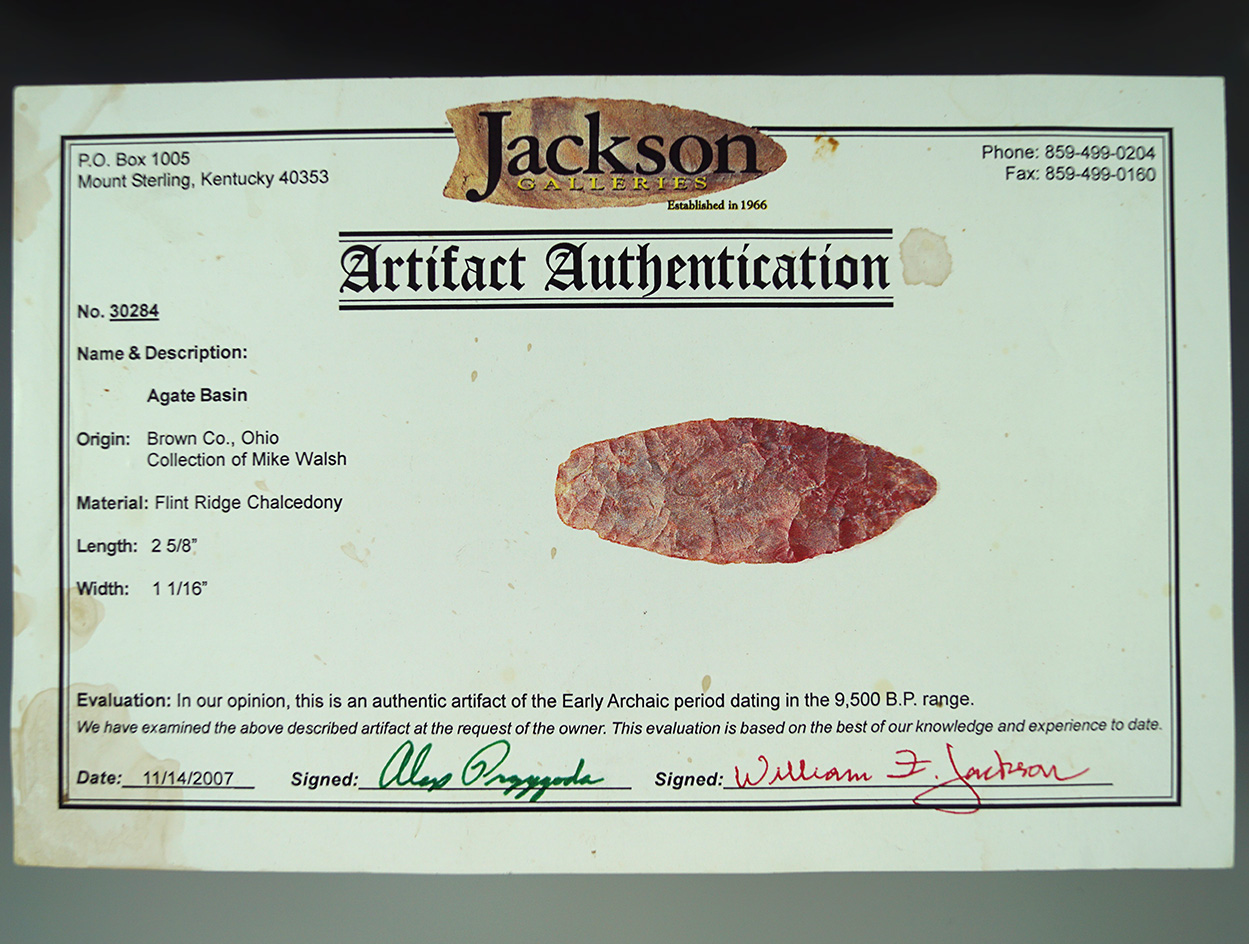 Jackson
GALLERIES
Established in 1966
P.O. Box 1005
Mount Sterling, Kentucky 40353
Phone: 859-499-0204
Fax: 859-499-0160
Artifact Authentication
No. 30284
Name & Description:
Agate Basin
Origin: Brown Co., Ohio
Collection of Mike Walsh
Material: Flint Ridge Chalcedony
Length: 2 5/8”
Width: 1 1/16”
Evaluation: In our opinion, this is an authentic artifact of the Early Archaic period dating in the 9,500 B.P. range.
We have examined the above described artifact at the request of the owner. This evaluation is based on the best of our knowledge and experience to date.
Date: 11/14/2007 Signed: Alex Przygoda Signed: William F. Jackson